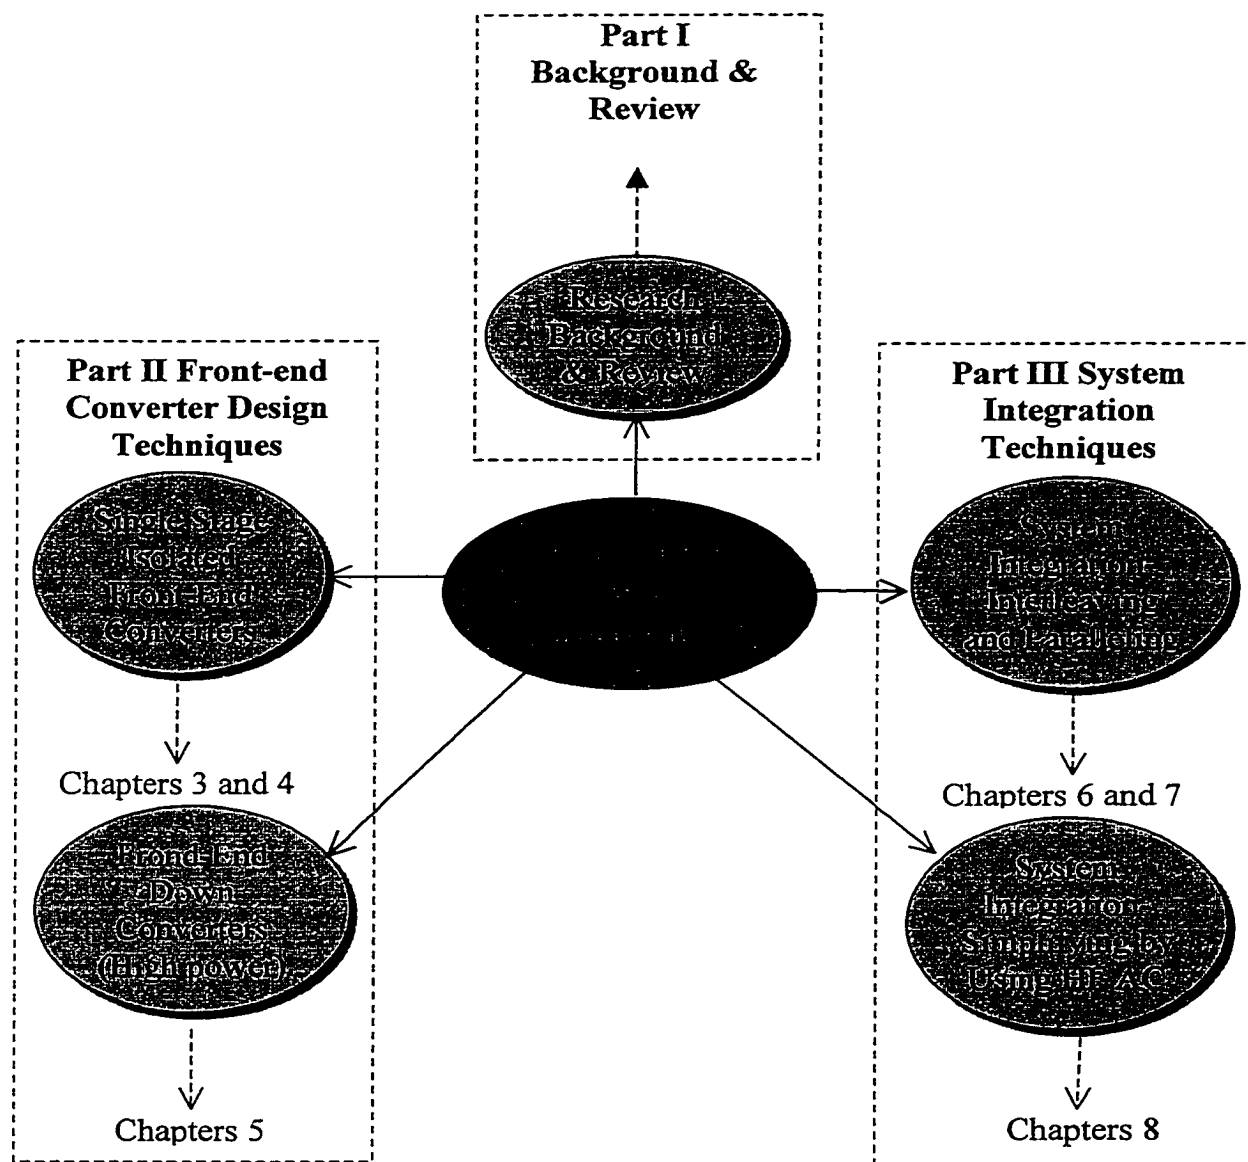 Part I
Background &
Review
Research
Background
& Review
Part II Front-end
Converter Design
Techniques
Single Stage
Isolated
Front-End
Converters
Chapters 3 and 4
Frond-End
Down
Converters
(High power)
Chapters 5
Part III System
Integration
Techniques
System
Integration-
Interleaving
and Paralleling
Chapters 6 and 7
System
Integration-
Simplifying by
Using HF AC
Chapters 8